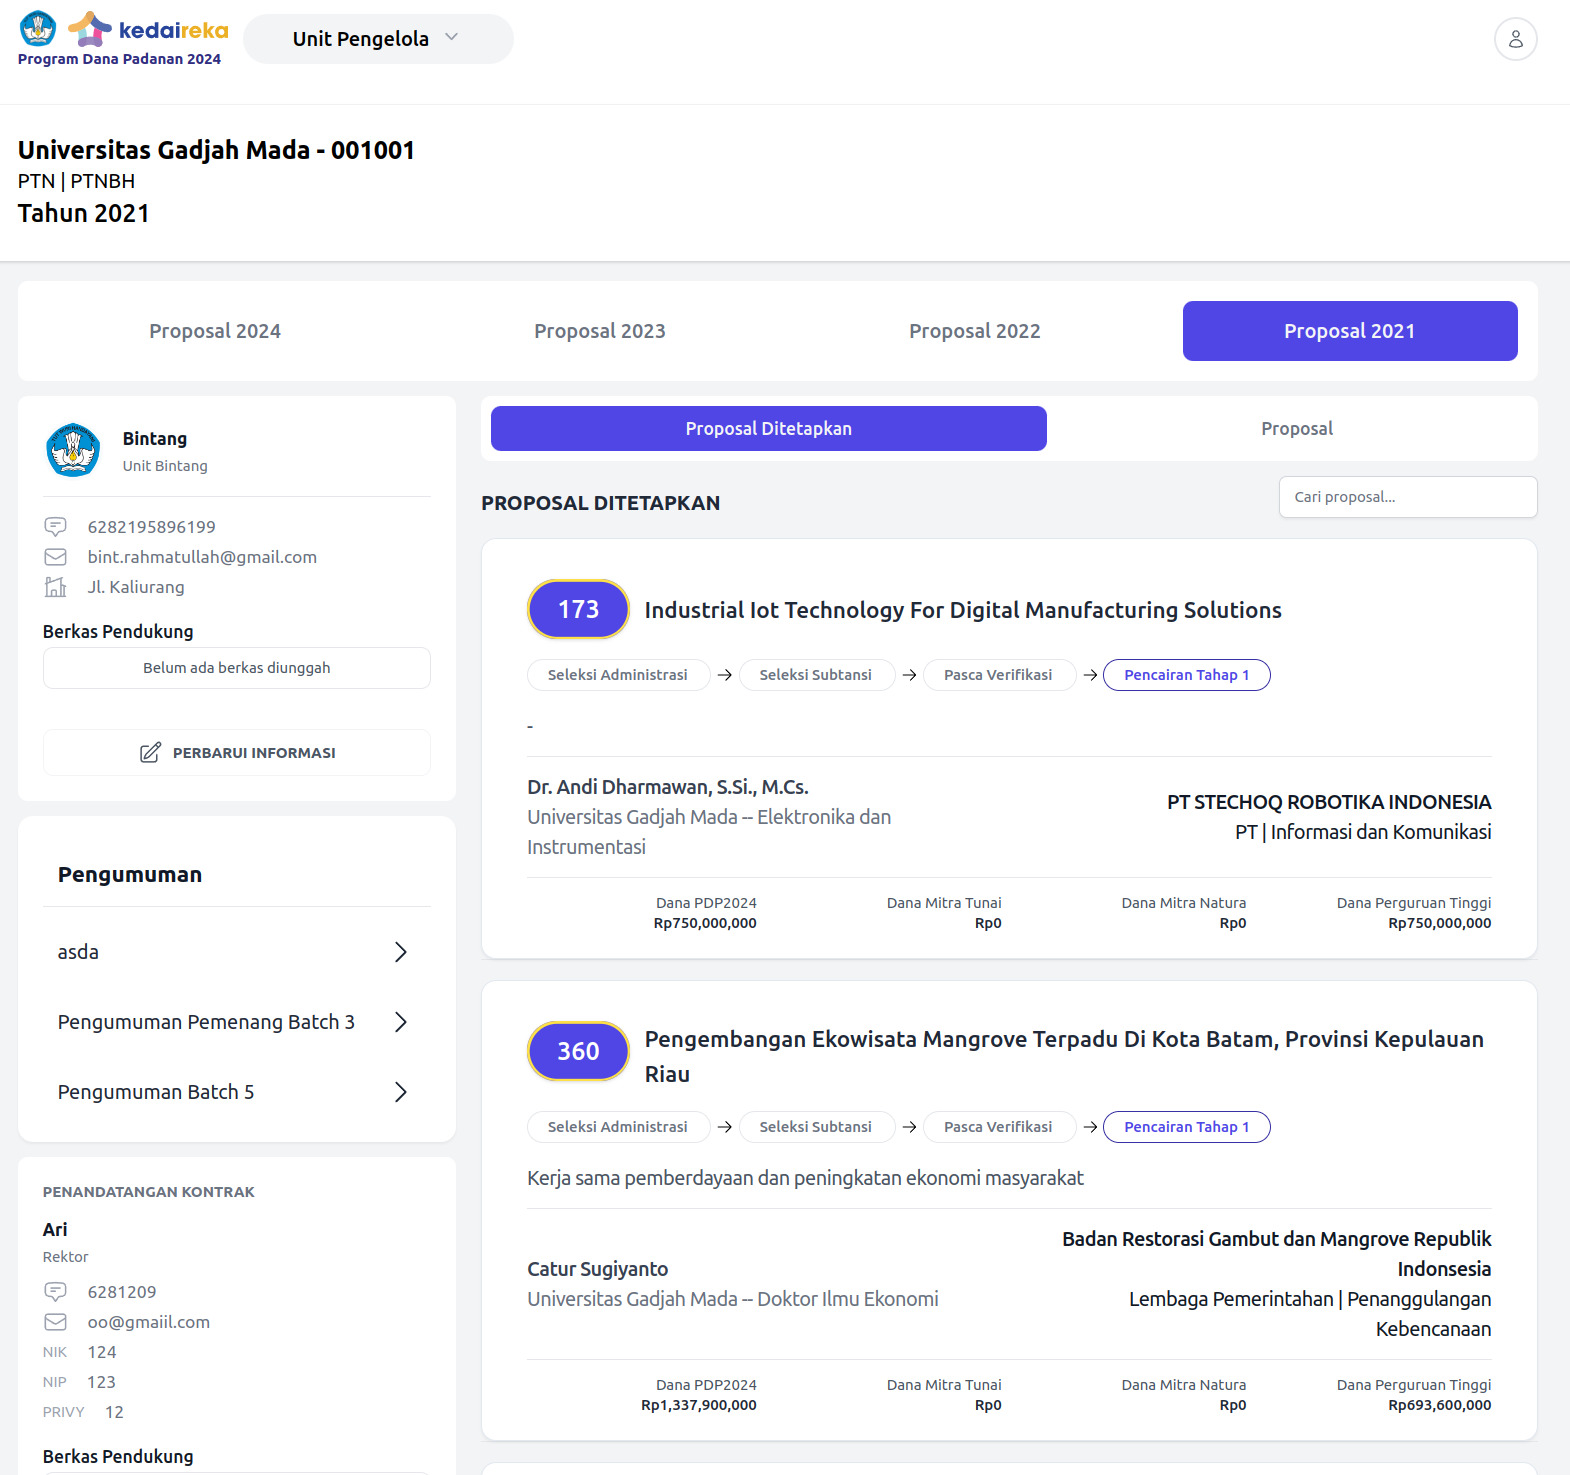 kedaireka
Program Dana Padanan 2024
Unit Pengelola
Universitas Gadjah Mada - 001001
PTN | PTNBH
Tahun 2021
Proposal 2024
Proposal 2023
Proposal 2022
Proposal 2021
Bintang
Unit Bintang
6282195896199
bint.rahmatullah@gmail.com
Jl. Kaliurang
Berkas Pendukung
Belum ada berkas diunggah
PERBARUI INFORMASI
Pengumuman
asda
Pengumuman Pemenang Batch 3
Pengumuman Batch 5
PENANDATANGAN KONTRAK
Ari
Rektor
6281209
oo@gmaiil.com
NIK 124
NIP 123
PRIVY 12
Berkas Pendukung
Proposal Ditetapkan
Proposal
PROPOSAL DITETAPKAN
Cari proposal...
173
Industrial Iot Technology For Digital Manufacturing Solutions
Seleksi Administrasi → Seleksi Subtansi → Pasca Verifikasi → Pencairan Tahap 1
-
Dr. Andi Dharmawan, S.Si., M.Cs.
Universitas Gadjah Mada -- Elektronika dan
Instrumentasi
PT STECHOQ ROBOTIKA INDONESIA
PT | Informasi dan Komunikasi
Dana PDP2024
Rp750,000,000
Dana Mitra Tunai
Rp0
Dana Mitra Natura
Rp0
Dana Perguruan Tinggi
Rp750,000,000
360
Pengembangan Ekowisata Mangrove Terpadu Di Kota Batam, Provinsi Kepulauan
Riau
Seleksi Administrasi → Seleksi Subtansi → Pasca Verifikasi → Pencairan Tahap 1
Kerja sama pemberdayaan dan peningkatan ekonomi masyarakat
Catur Sugiyanto
Universitas Gadjah Mada -- Doktor Ilmu Ekonomi
Badan Restorasi Gambut dan Mangrove Republik
Indonsesia
Lembaga Pemerintahan | Penanggulangan
Kebencanaan
Dana PDP2024
Rp1,337,900,000
Dana Mitra Tunai
Rp0
Dana Mitra Natura
Rp0
Dana Perguruan Tinggi
Rp693,600,000